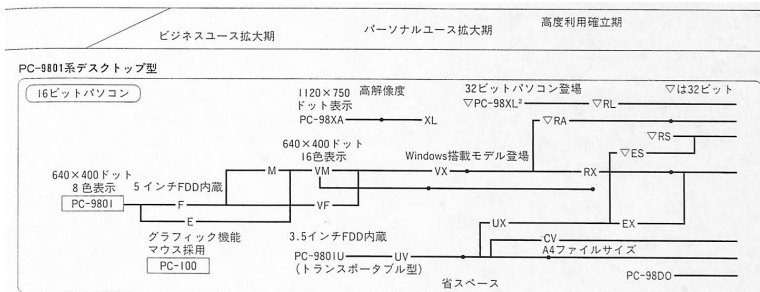 ビジネスユース拡大期
パーソナルユース拡大期
高度利用確立期
PC-9801系デスクトップ型
16ビットパソコン
1120×750
ドット表示
高解像度
PC-98XA
XL
32ビットパソコン登場
▽PC-98XL²
▽RL
▽は32ビット
▽RA
▽RS
▽ES
640×400ドット
16色表示
Windows搭載モデル登場
M
VM
VX
RX
640×400ドット
8色表示
5インチFDD内蔵
PC-9801
F
VF
E
UX
EX
グラフィック機能
マウス採用
PC-100
3.5インチFDD内蔵
PC-9801U
UV
(トランスポータブル型)
CV
A4ファイルサイズ
省スペース
PC-98DO